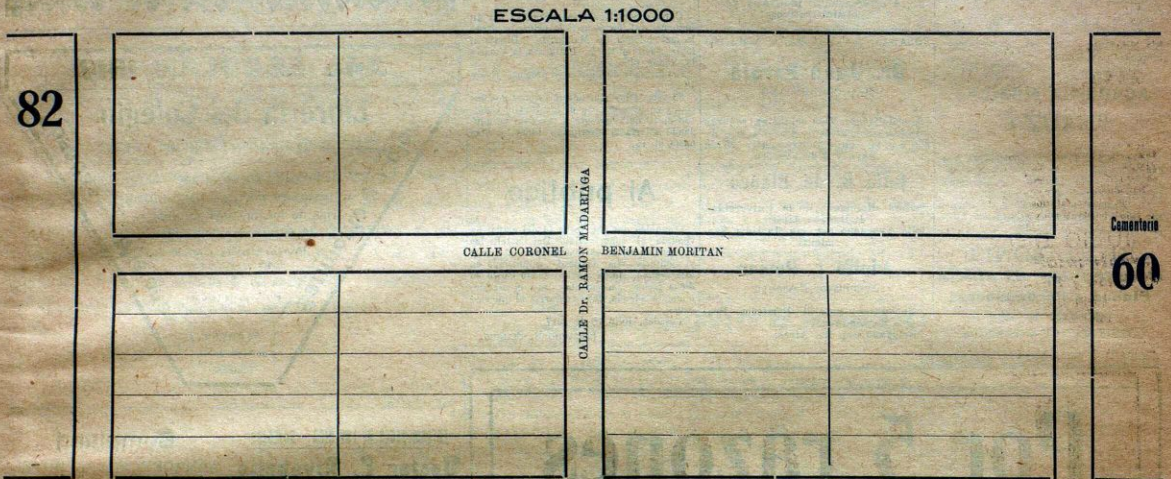 ESCALA 1:1000
82
CALLE CORONEL BENJAMIN MORITAN
CALLE Dr. RAMON MADARIAGA
Cementerio
60